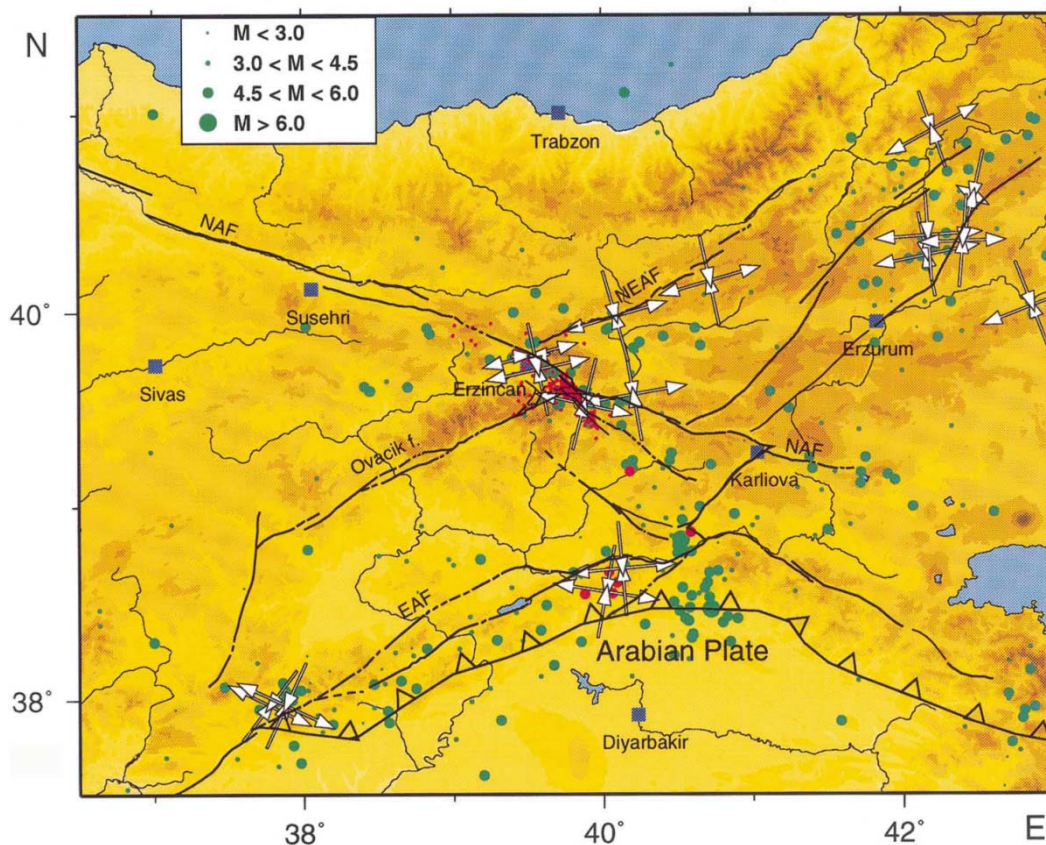 N
M < 3.0
3.0 < M < 4.5
4.5 < M < 6.0
M > 6.0
Trabzon
NAF
NEAF
40°
Susehri
Erzurum
Sivas
Erzincan
Ovacik f.
NAF
Karliova
EAF
Arabian Plate
38°
Diyarbakir
38°
40°
42°
E